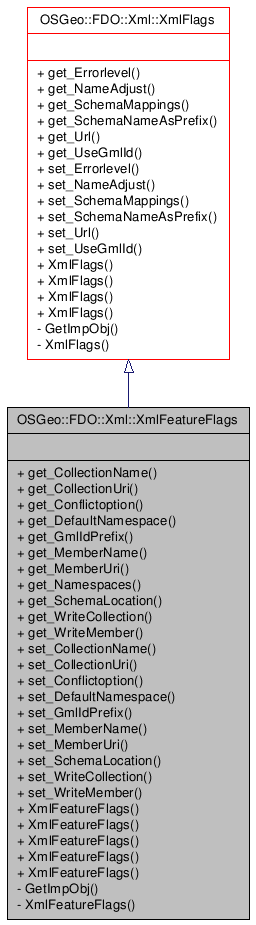 OSGeo::FDO::Xml::XmlFlags
+ get_Errorlevel()
+ get_NameAdjust()
+ get_SchemaMappings()
+ get_SchemaNameAsPrefix()
+ get_Url()
+ get_UseGmlId()
+ set_Errorlevel()
+ set_NameAdjust()
+ set_SchemaMappings()
+ set_SchemaNameAsPrefix()
+ set_Url()
+ set_UseGmlId()
+ XmlFlags()
+ XmlFlags()
+ XmlFlags()
+ XmlFlags()
- GetImpObj()
- XmlFlags()
OSGeo::FDO::Xml::XmlFeatureFlags
+ get_CollectionName()
+ get_CollectionUri()
+ get_Conflictoption()
+ get_DefaultNamespace()
+ get_GmlIdPrefix()
+ get_MemberName()
+ get_MemberUri()
+ get_Namespaces()
+ get_SchemaLocation()
+ get_WriteCollection()
+ get_WriteMember()
+ set_CollectionName()
+ set_CollectionUri()
+ set_Conflictoption()
+ set_DefaultNamespace()
+ set_GmlIdPrefix()
+ set_MemberName()
+ set_MemberUri()
+ set_SchemaLocation()
+ set_WriteCollection()
+ set_WriteMember()
+ XmlFeatureFlags()
+ XmlFeatureFlags()
+ XmlFeatureFlags()
+ XmlFeatureFlags()
+ XmlFeatureFlags()
- GetImpObj()
- XmlFeatureFlags()